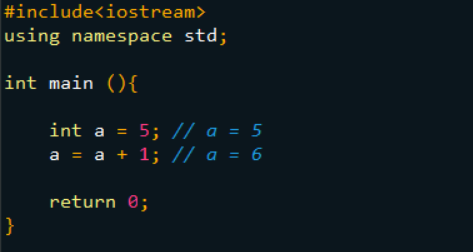 #include<iostream>
using namespace std;
int main (){
int a = 5; // a = 5
a = a + 1; // a = 6
return 0;
}